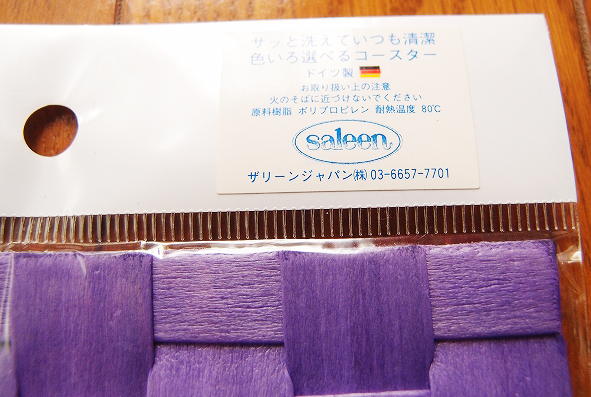 サッと洗えていつも清潔
色いろ選べるコースター
ドイツ製
お取り扱い上の注意
火のそばに近づけないでください
原料樹脂 ポリプロピレン 耐熱温度 80℃
saleen
ザリーンジャパン㈱ 03-6657-7701